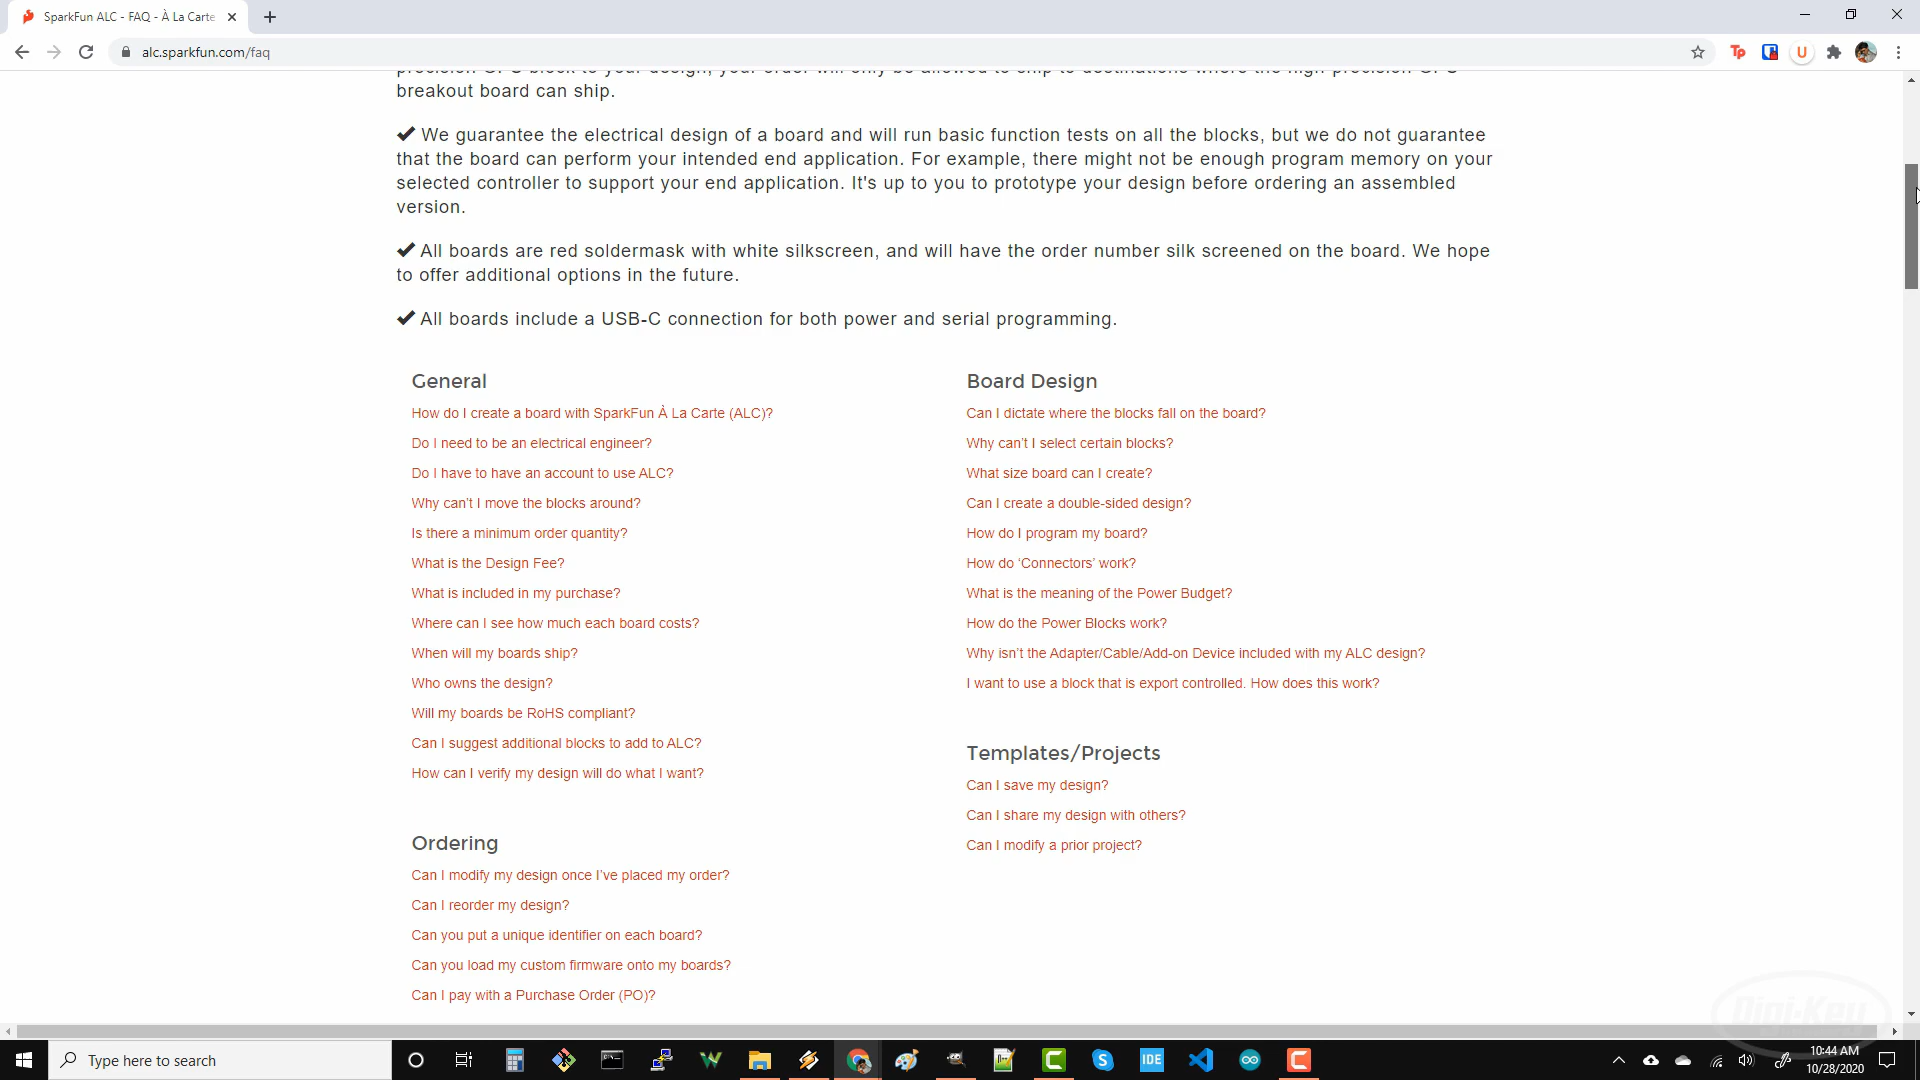 SparkFun ALC - FAQ - À La Carte
alc.sparkfun.com/faq
breakout board can ship.
✔ We guarantee the electrical design of a board and will run basic function tests on all the blocks, but we do not guarantee
that the board can perform your intended end application. For example, there might not be enough program memory on your
selected controller to support your end application. It's up to you to prototype your design before ordering an assembled
version.
✔ All boards are red soldermask with white silkscreen, and will have the order number silk screened on the board. We hope
to offer additional options in the future.
✔ All boards include a USB-C connection for both power and serial programming.
General
How do I create a board with SparkFun À La Carte (ALC)?
Do I need to be an electrical engineer?
Do I have to have an account to use ALC?
Why can't I move the blocks around?
Is there a minimum order quantity?
What is the Design Fee?
What is included in my purchase?
Where can I see how much each board costs?
When will my boards ship?
Who owns the design?
Will my boards be RoHS compliant?
Can I suggest additional blocks to add to ALC?
How can I verify my design will do what I want?
Ordering
Can I modify my design once I've placed my order?
Can I reorder my design?
Can you put a unique identifier on each board?
Can you load my custom firmware onto my boards?
Can I pay with a Purchase Order (PO)?
Board Design
Can I dictate where the blocks fall on the board?
Why can't I select certain blocks?
What size board can I create?
Can I create a double-sided design?
How do I program my board?
How do ‘Connectors’ work?
What is the meaning of the Power Budget?
How do the Power Blocks work?
Why isn't the Adapter/Cable/Add-on Device included with my ALC design?
I want to use a block that is export controlled. How does this work?
Templates/Projects
Can I save my design?
Can I share my design with others?
Can I modify a prior project?
Digi-Key
Type here to search
IDE
10:44 AM
10/28/2020